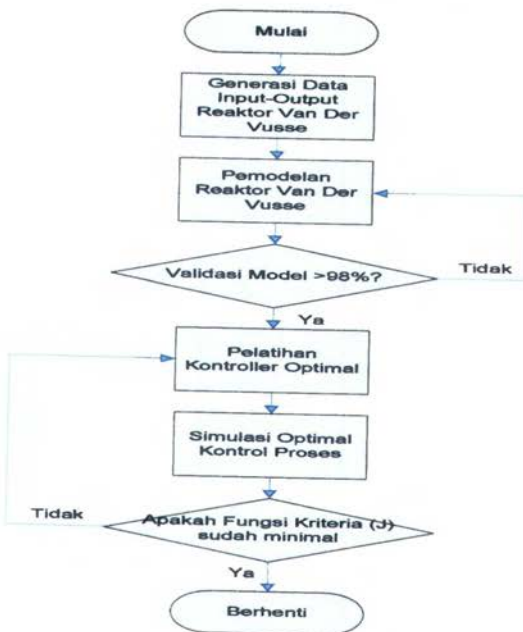 Mulai
Generasi Data
Input-Output
Reaktor Van Der
Vusse
Pemodelan
Reaktor Van Der
Vusse
Validasi Model >98%?
Tidak
Ya
Pelatihan
Kontroller Optimal
Simulasi Optimal
Kontrol Proses
Tidak
Apakah Fungsi Kriteria (J)
sudah minimal
Ya
Berhenti